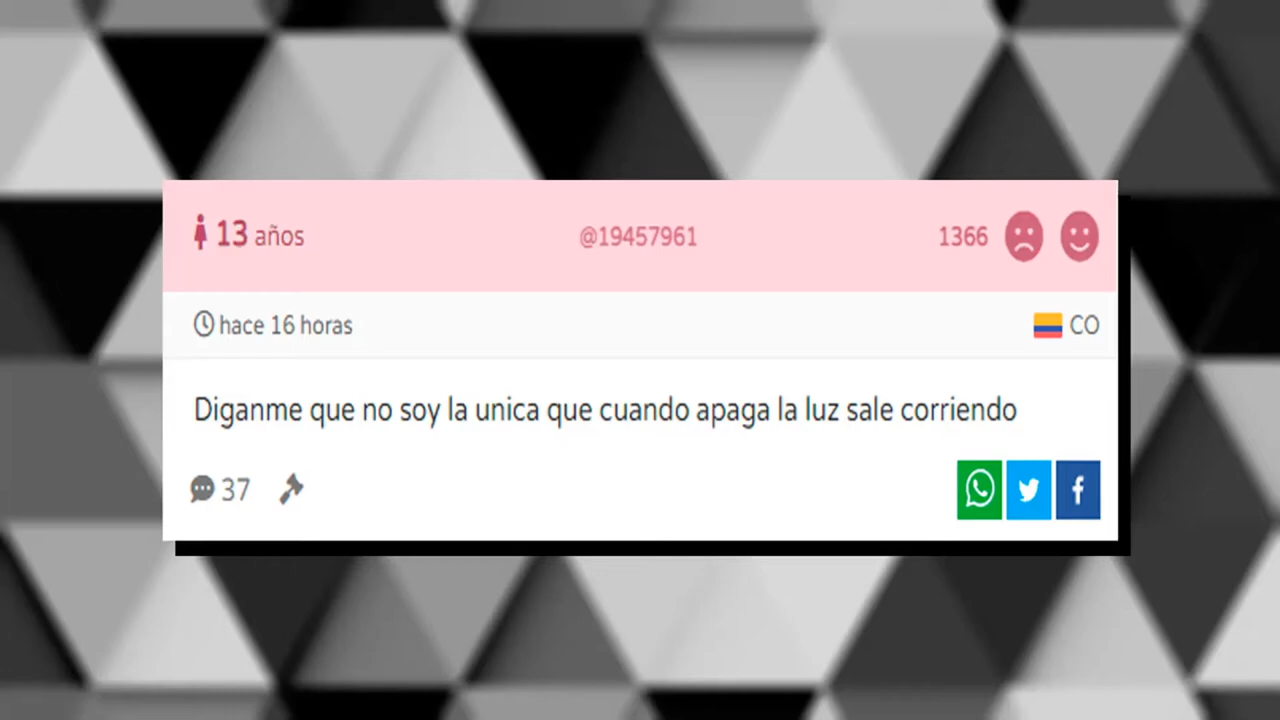 13 años @19457961 1366
hace 16 horas CO
Diganme que no soy la unica que cuando apaga la luz sale corriendo
37